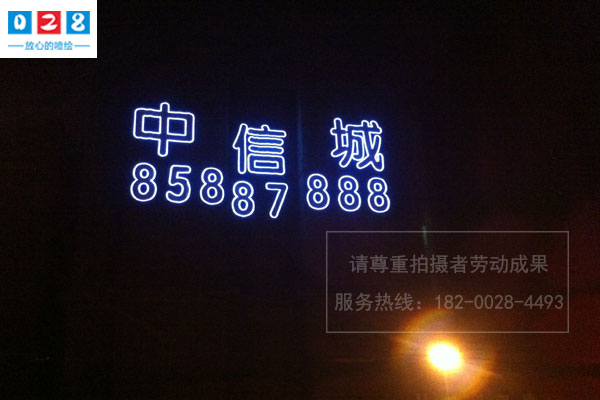 028
放心的喷绘
中信城
85887888
请尊重拍摄者劳动成果
服务热线：182-0028-4493